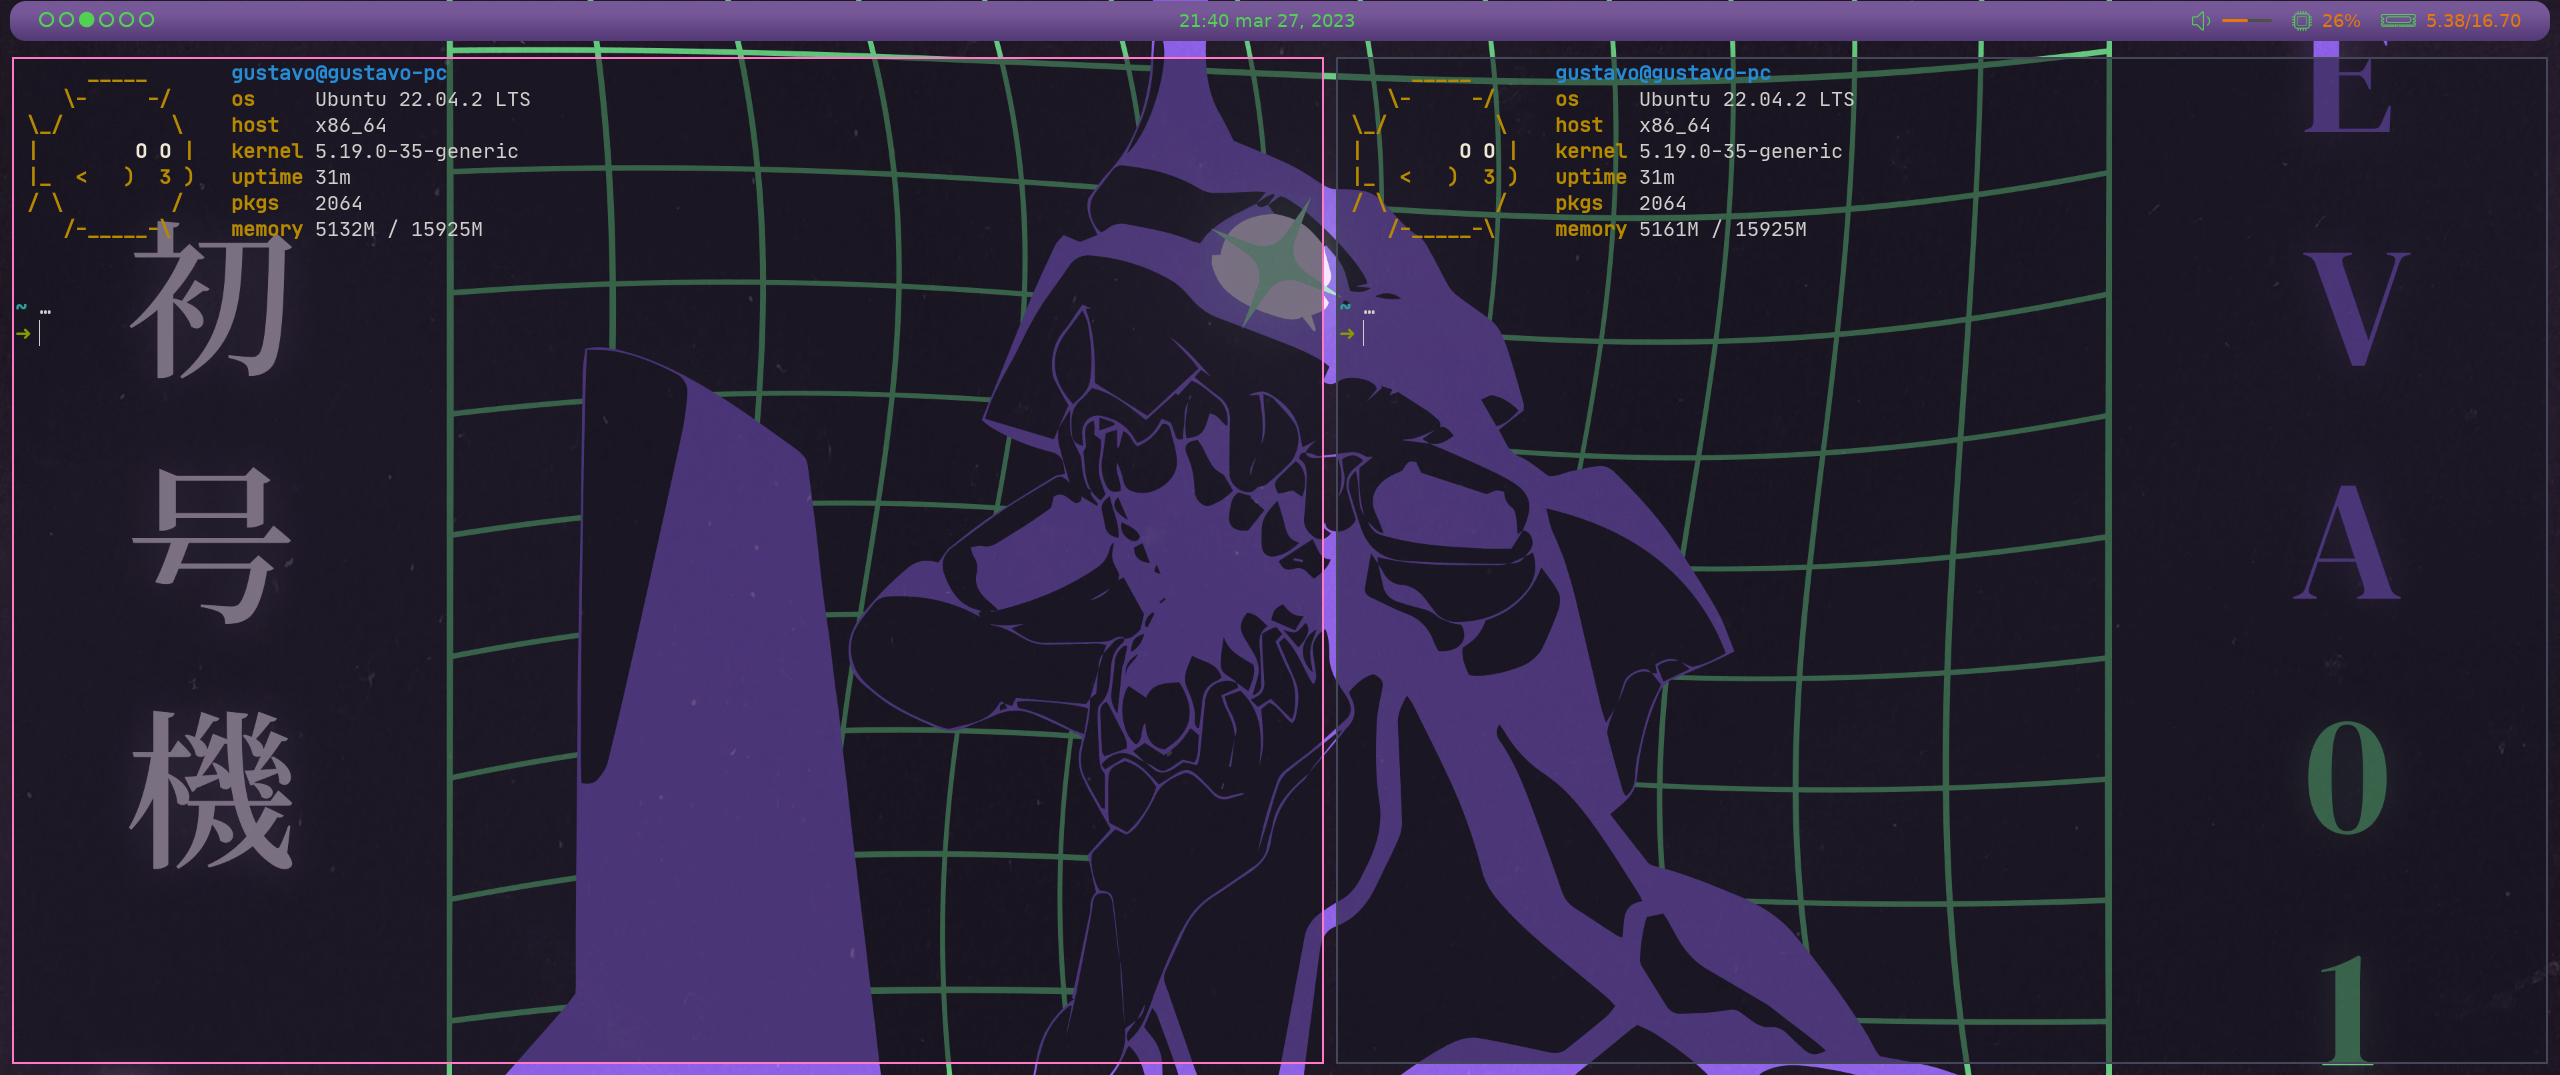 21:40 mar 27, 2023
26%
5.38/16.70
gustavo@gustavo-pc
os Ubuntu 22.04.2 LTS
host x86_64
kernel 5.19.0-35-generic
uptime 31m
pkgs 2064
memory 5132M / 15925M
~ …
➜
gustavo@gustavo-pc
os Ubuntu 22.04.2 LTS
host x86_64
kernel 5.19.0-35-generic
uptime 31m
pkgs 2064
memory 5161M / 15925M
~ …
➜
初号機
EVA01